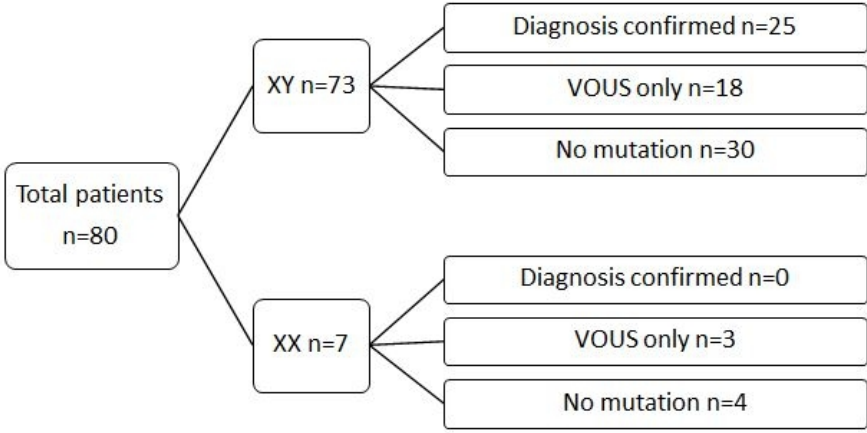 Total patients
n=80
XY n=73
Diagnosis confirmed n=25
VOUS only n=18
No mutation n=30
XX n=7
Diagnosis confirmed n=0
VOUS only n=3
No mutation n=4